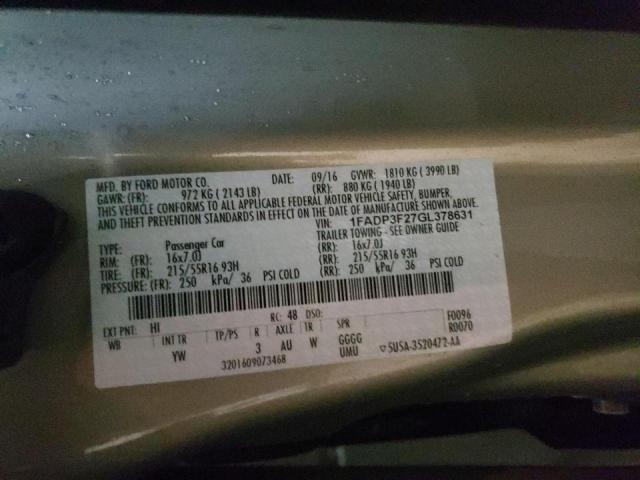 MFD. BY FORD MOTOR CO.
DATE: 09/16 GVWR: 1810 KG ( 3990 LB)
GAWR: (FR): 972 KG ( 2143 LB) (RR): 880 KG ( 1940 LB)
THIS VEHICLE CONFORMS TO ALL APPLICABLE FEDERAL MOTOR VEHICLE SAFETY, BUMPER,
AND THEFT PREVENTION STANDARDS IN EFFECT ON THE DATE OF MANUFACTURE SHOWN ABOVE.
VIN: 1FADP3F27GL378631
TYPE: Passenger Car TRAILER TOWING - SEE OWNER GUIDE
RIM: (FR): 16x7.0J (RR): 16x7.0J
TIRE: (FR): 215/55R16 93H (RR): 215/55R16 93H
PRESSURE: (FR): 250 kPa/ 36 PSI COLD (RR): 250 kPa/ 36 PSI COLD
EXT PNT: HI RC: 48 DSO: F0096
WB INT TR TP/PS R AXLE TR SPR R0070
YW 3 AU W GGGG
UMU ▽5U5A-3520472-AA
3201609073468